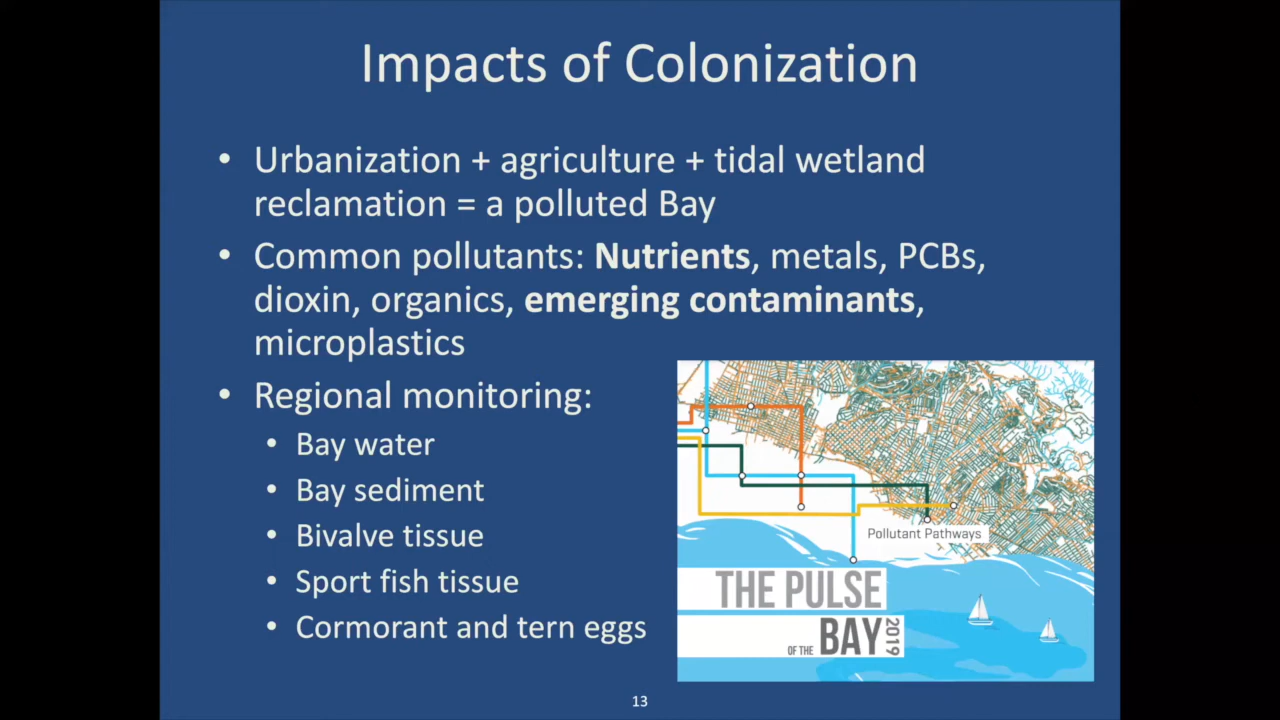 Impacts of Colonization
• Urbanization + agriculture + tidal wetland
reclamation = a polluted Bay
• Common pollutants: Nutrients, metals, PCBs,
dioxin, organics, emerging contaminants,
microplastics
• Regional monitoring:
• Bay water
• Bay sediment
• Bivalve tissue
• Sport fish tissue
• Cormorant and tern eggs
Pollutant Pathways
THE PULSE
OF THE BAY 2019
13